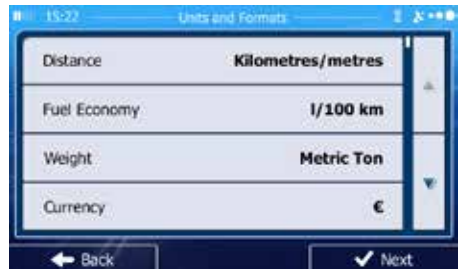 15:22 Units and Formats
Distance Kilometres/metres
Fuel Economy l/100 km
Weight Metric Ton
Currency €
Back Next